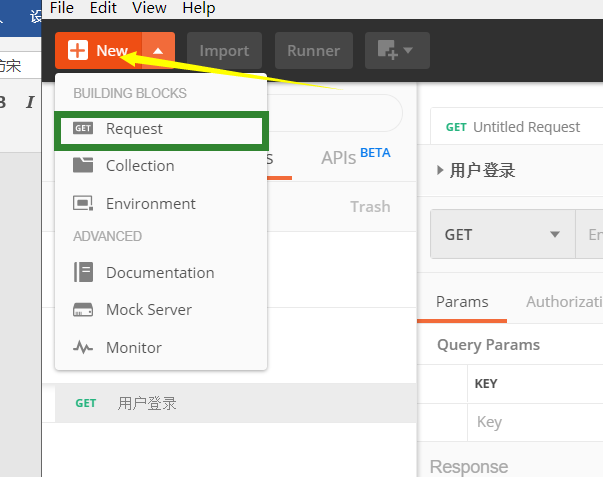 File Edit View Help
New Import Runner
仿宋
B I
BUILDING BLOCKS
GET Request
Collection
Environment
ADVANCED
Documentation
Mock Server
Monitor
APIs BETA
Trash
GET 用户登录
GET Untitled Request
用户登录
GET
Params
Query Params
KEY
Key
Response